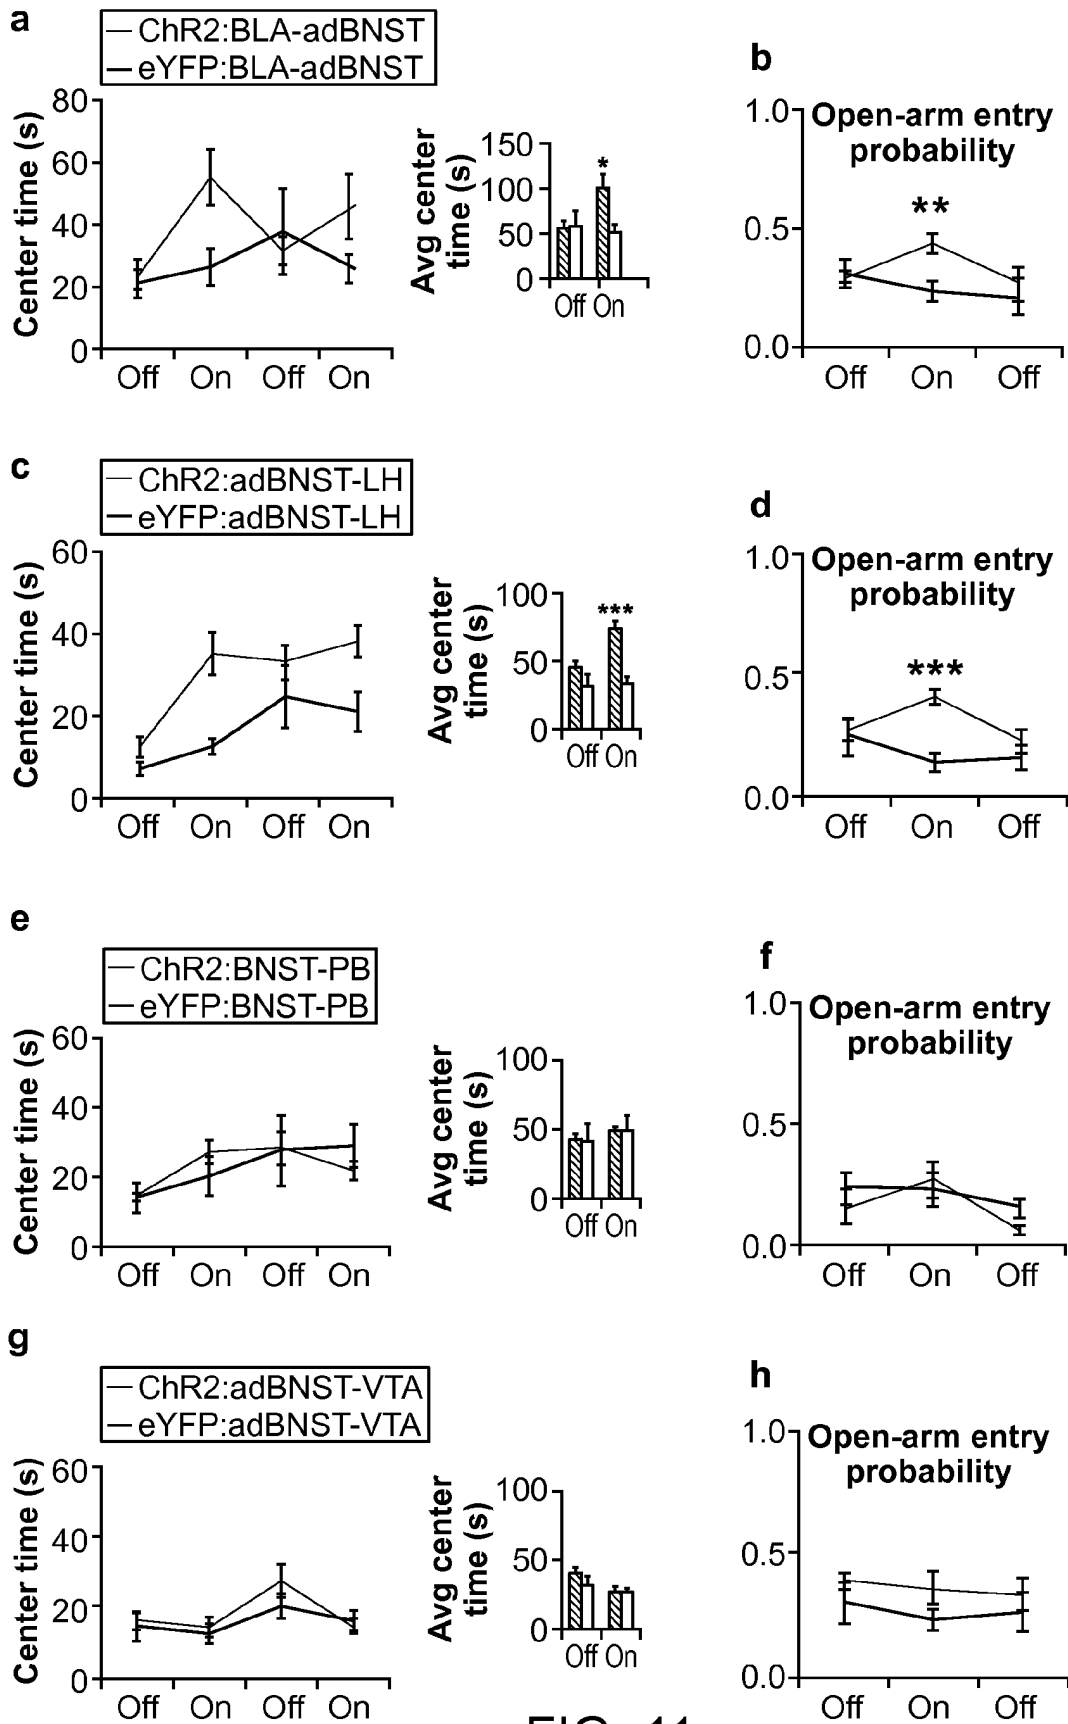 a
ChR2:BLA-adBNST
eYFP:BLA-adBNST
Center time (s)
80
60
40
20
0
Off On Off On
Avg center
time (s)
150
100
50
0
*
Off On
b
Open-arm entry
probability
1.0
0.5
0.0
**
Off On Off
c
ChR2:adBNST-LH
eYFP:adBNST-LH
Center time (s)
60
40
20
0
Off On Off On
Avg center
time (s)
100
50
0
***
Off On
d
Open-arm entry
probability
1.0
0.5
0.0
***
Off On Off
e
ChR2:BNST-PB
eYFP:BNST-PB
Center time (s)
60
40
20
0
Off On Off On
Avg center
time (s)
100
50
0
Off On
f
Open-arm entry
probability
1.0
0.5
0.0
Off On Off
g
ChR2:adBNST-VTA
eYFP:adBNST-VTA
Center time (s)
60
40
20
0
Off On Off On
Avg center
time (s)
100
50
0
Off On
h
Open-arm entry
probability
1.0
0.5
0.0
Off On Off